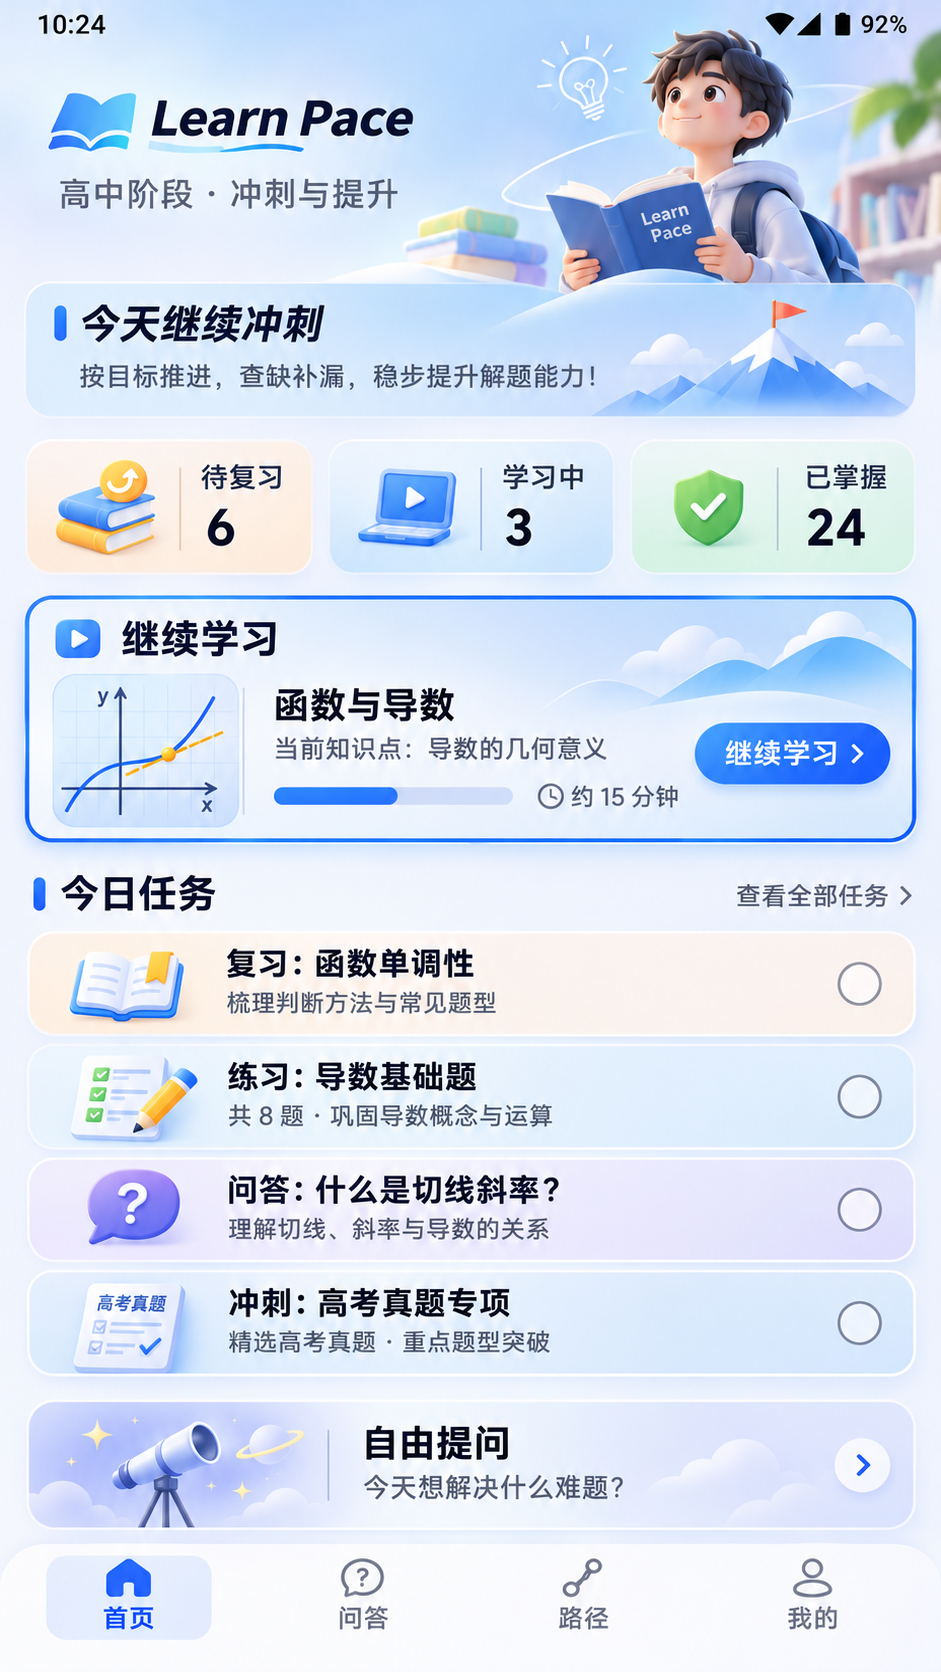 10:24
92%
Learn Pace
高中阶段 · 冲刺与提升
Learn
Pace
今天继续冲刺
按目标推进，查缺补漏，稳步提升解题能力！
待复习
6
学习中
3
已掌握
24
继续学习
y
x
函数与导数
当前知识点：导数的几何意义
约 15 分钟
继续学习
今日任务
查看全部任务
复习：函数单调性
梳理判断方法与常见题型
练习：导数基础题
共 8 题 · 巩固导数概念与运算
?
问答：什么是切线斜率？
理解切线、斜率与导数的关系
高考真题
冲刺：高考真题专项
精选高考真题 · 重点题型突破
自由提问
今天想解决什么难题？
首页
?
问答
路径
我的